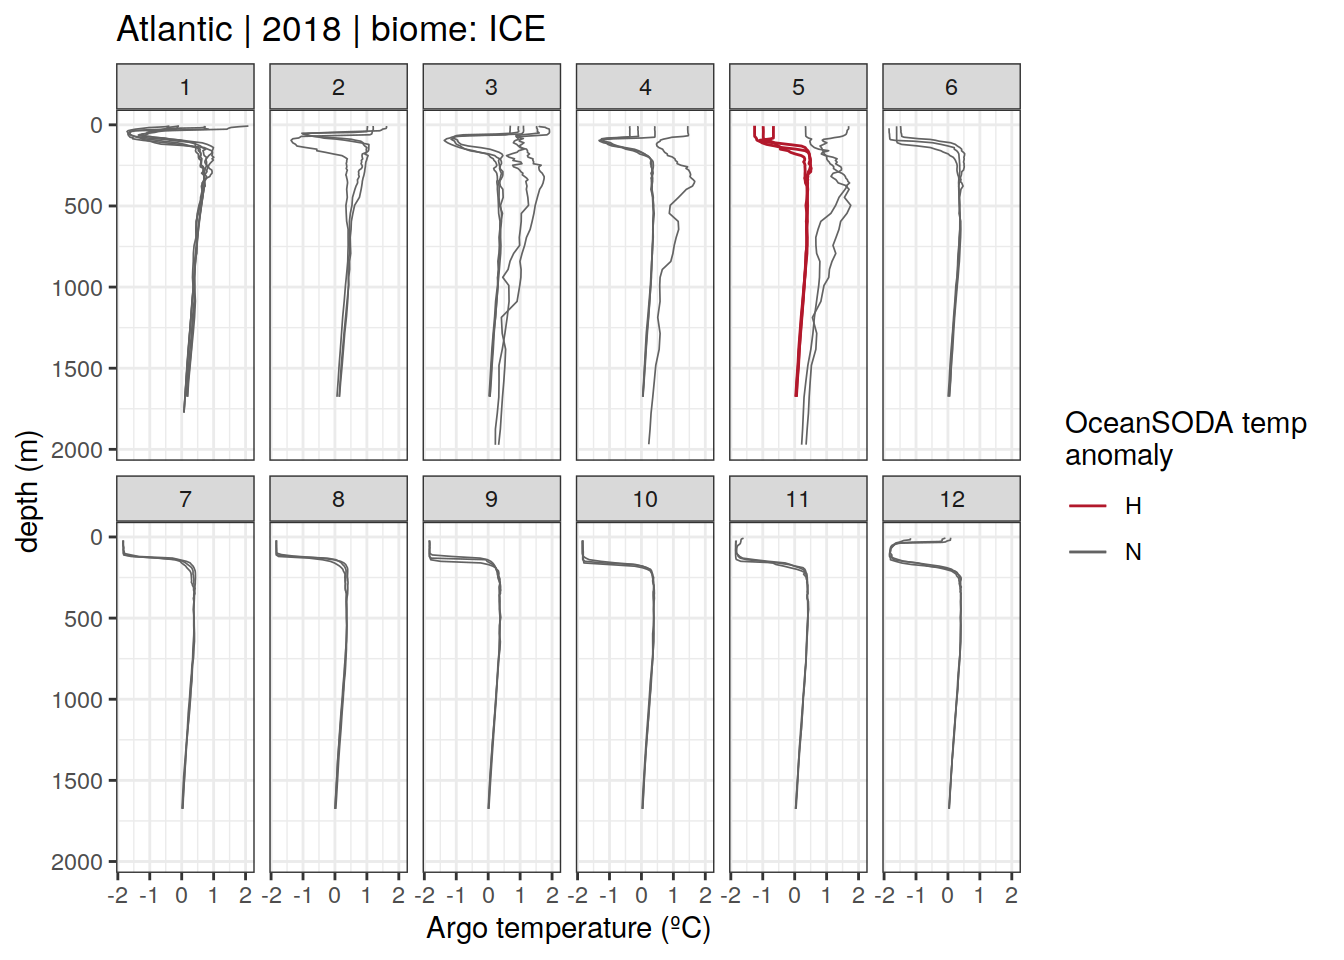 Atlantic | 2018 | biome: ICE
1 2 3 4 5 6
0
500
1000
1500
2000
7 8 9 10 11 12
0
500
1000
1500
2000
-2 -1 0 1 2 -2 -1 0 1 2 -2 -1 0 1 2 -2 -1 0 1 2 -2 -1 0 1 2 -2 -1 0 1 2
Argo temperature (ºC)
depth (m)
OceanSODA temp
anomaly
H
N